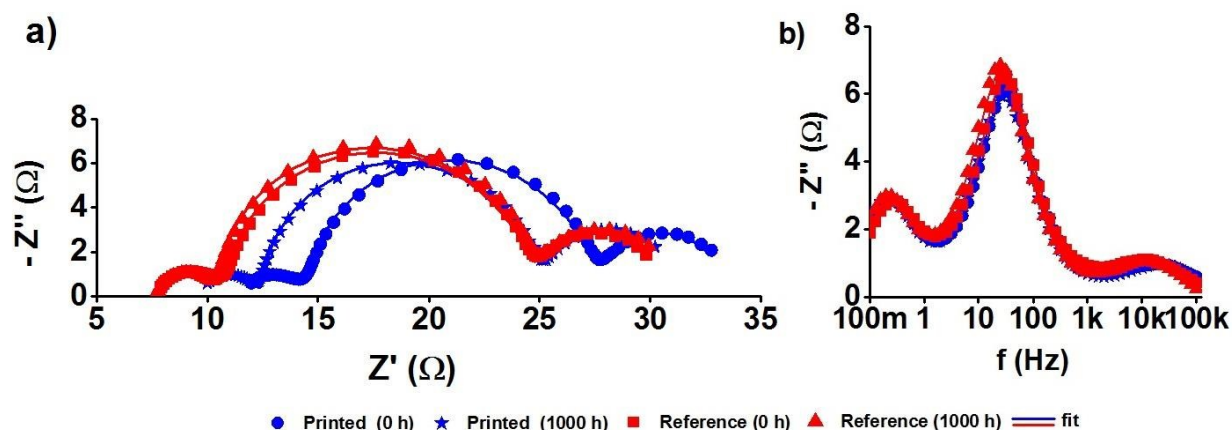 a)
- Z'' (Ω)
8
6
4
2
0
5 10 15 20 25 30 35
Z' (Ω)
b)
- Z'' (Ω)
8
6
4
2
0
100m 1 10 100 1k 10k 100k
f (Hz)
Printed (0 h) Printed (1000 h) Reference (0 h) Reference (1000 h) fit